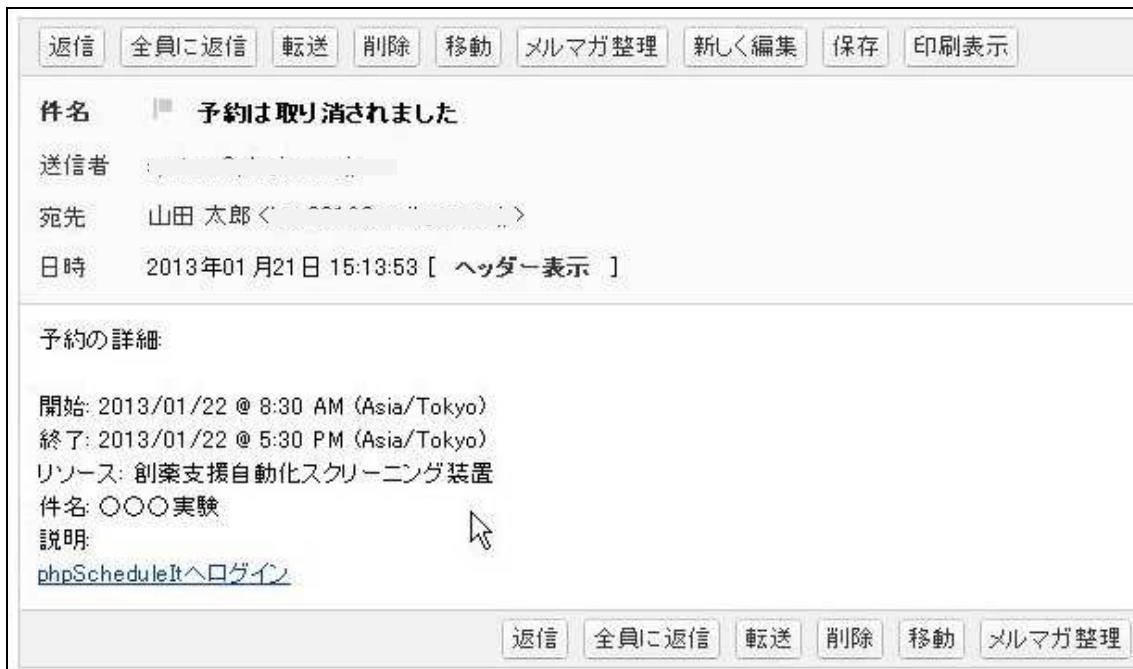 返信 全員に返信 転送 削除 移動 メルマガ整理 新しく編集 保存 印刷表示
件名 予約は取り消されました
送信者
宛先 山田 太郎 < >
日時 2013年01月21日 15:13:53 [ ヘッダー表示 ]
予約の詳細:
開始: 2013/01/22 @ 8:30 AM (Asia/Tokyo)
終了: 2013/01/22 @ 5:30 PM (Asia/Tokyo)
リソース: 創薬支援自動化スクリーニング装置
件名: 〇〇〇実験
説明:
phpScheduleItへログイン
返信 全員に返信 転送 削除 移動 メルマガ整理